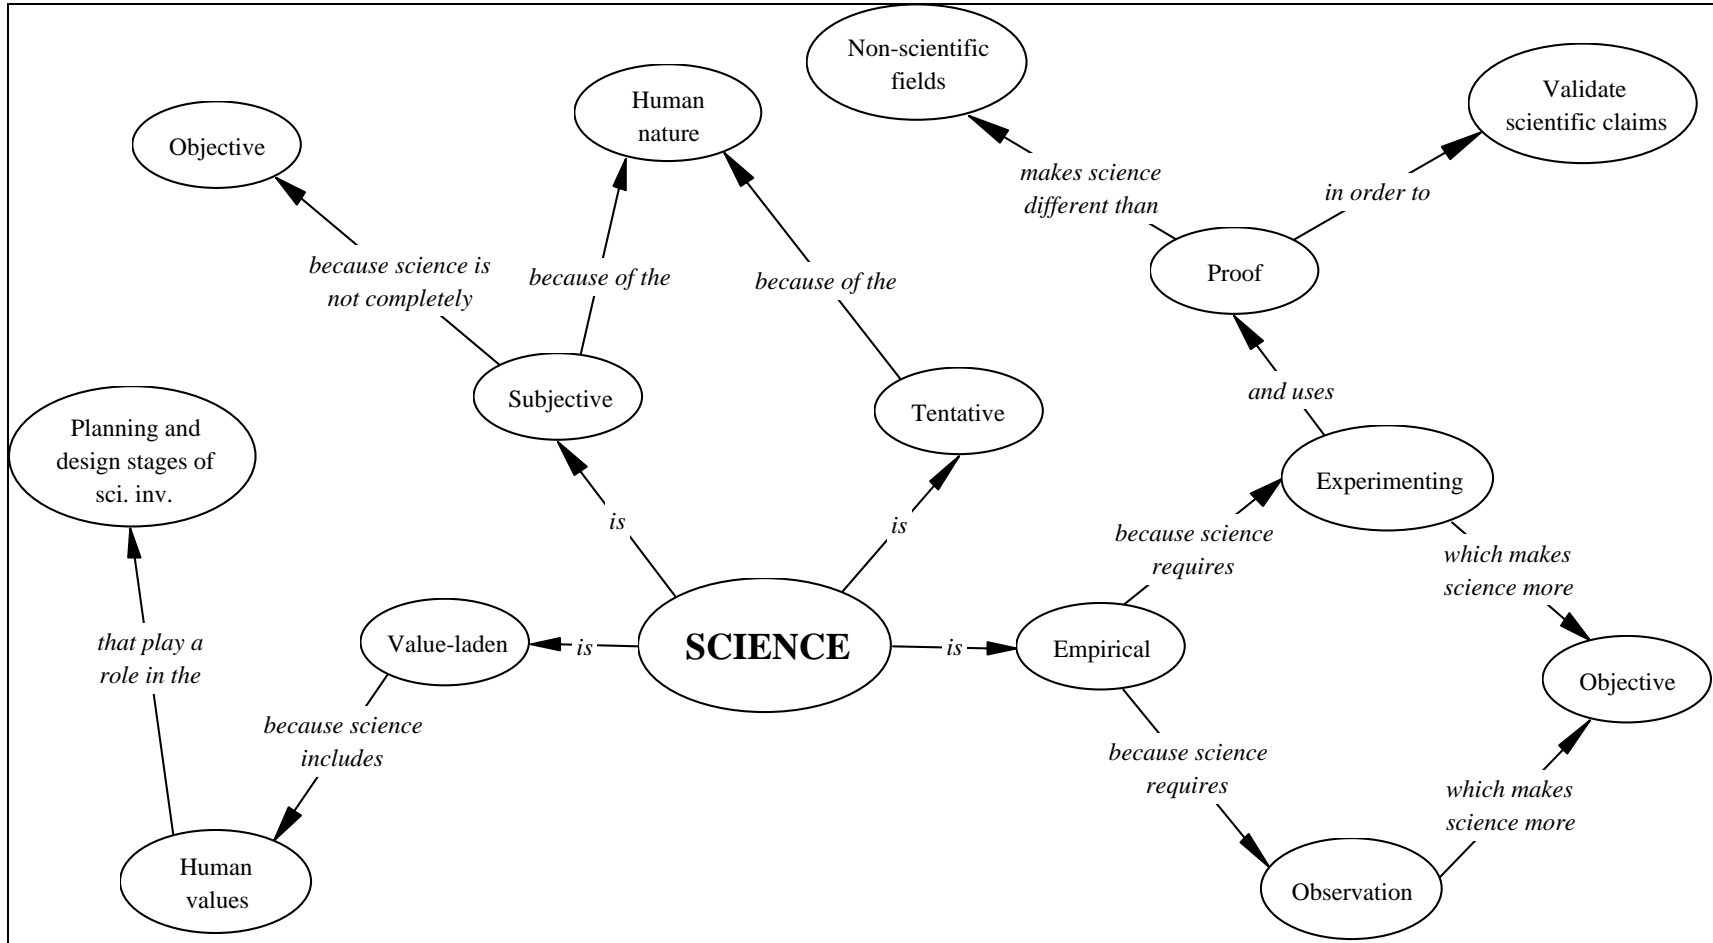 Non-scientific
fields
Validate
scientific claims
Human
nature
Objective
makes science
different than
in order to
because science is
not completely
because of the
because of the
Proof
Subjective
Tentative
and uses
Planning and
design stages of
sci. inv.
Experimenting
is
is
because science
requires
which makes
science more
that play a
role in the
Value-laden
is
SCIENCE
is
Empirical
Objective
because science
includes
because science
requires
which makes
science more
Human
values
Observation